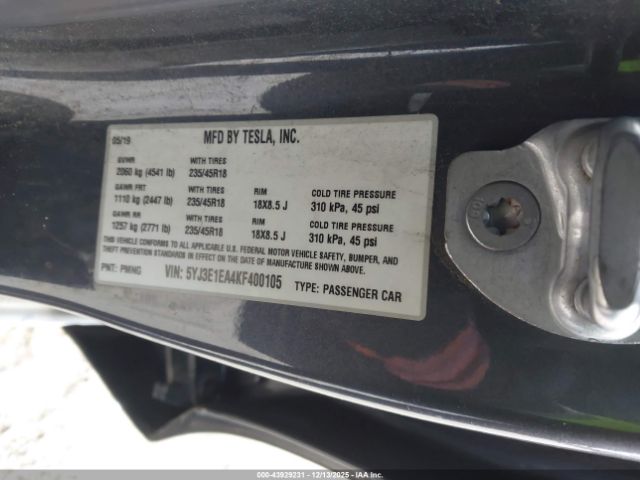 05/19 MFD BY TESLA, INC.
GVWR WITH TIRES
2060 kg (4541 lb) 235/45R18
GAWR FRT WITH TIRES RIM COLD TIRE PRESSURE
1110 kg (2447 lb) 235/45R18 18X8.5 J 310 kPa, 45 psi
GAWR RR WITH TIRES RIM COLD TIRE PRESSURE
1257 kg (2771 lb) 235/45R18 18X8.5 J 310 kPa, 45 psi
THIS VEHICLE CONFORMS TO ALL APPLICABLE U.S. FEDERAL MOTOR VEHICLE SAFETY, BUMPER, AND
THEFT PREVENTION STANDARDS IN EFFECT ON THE DATE OF MANUFACTURE SHOWN ABOVE.
PNT: PMNG VIN: 5YJ3E1EA4KF400105 TYPE: PASSENGER CAR
000-43929231 - 12/13/2025 - IAAI.COM